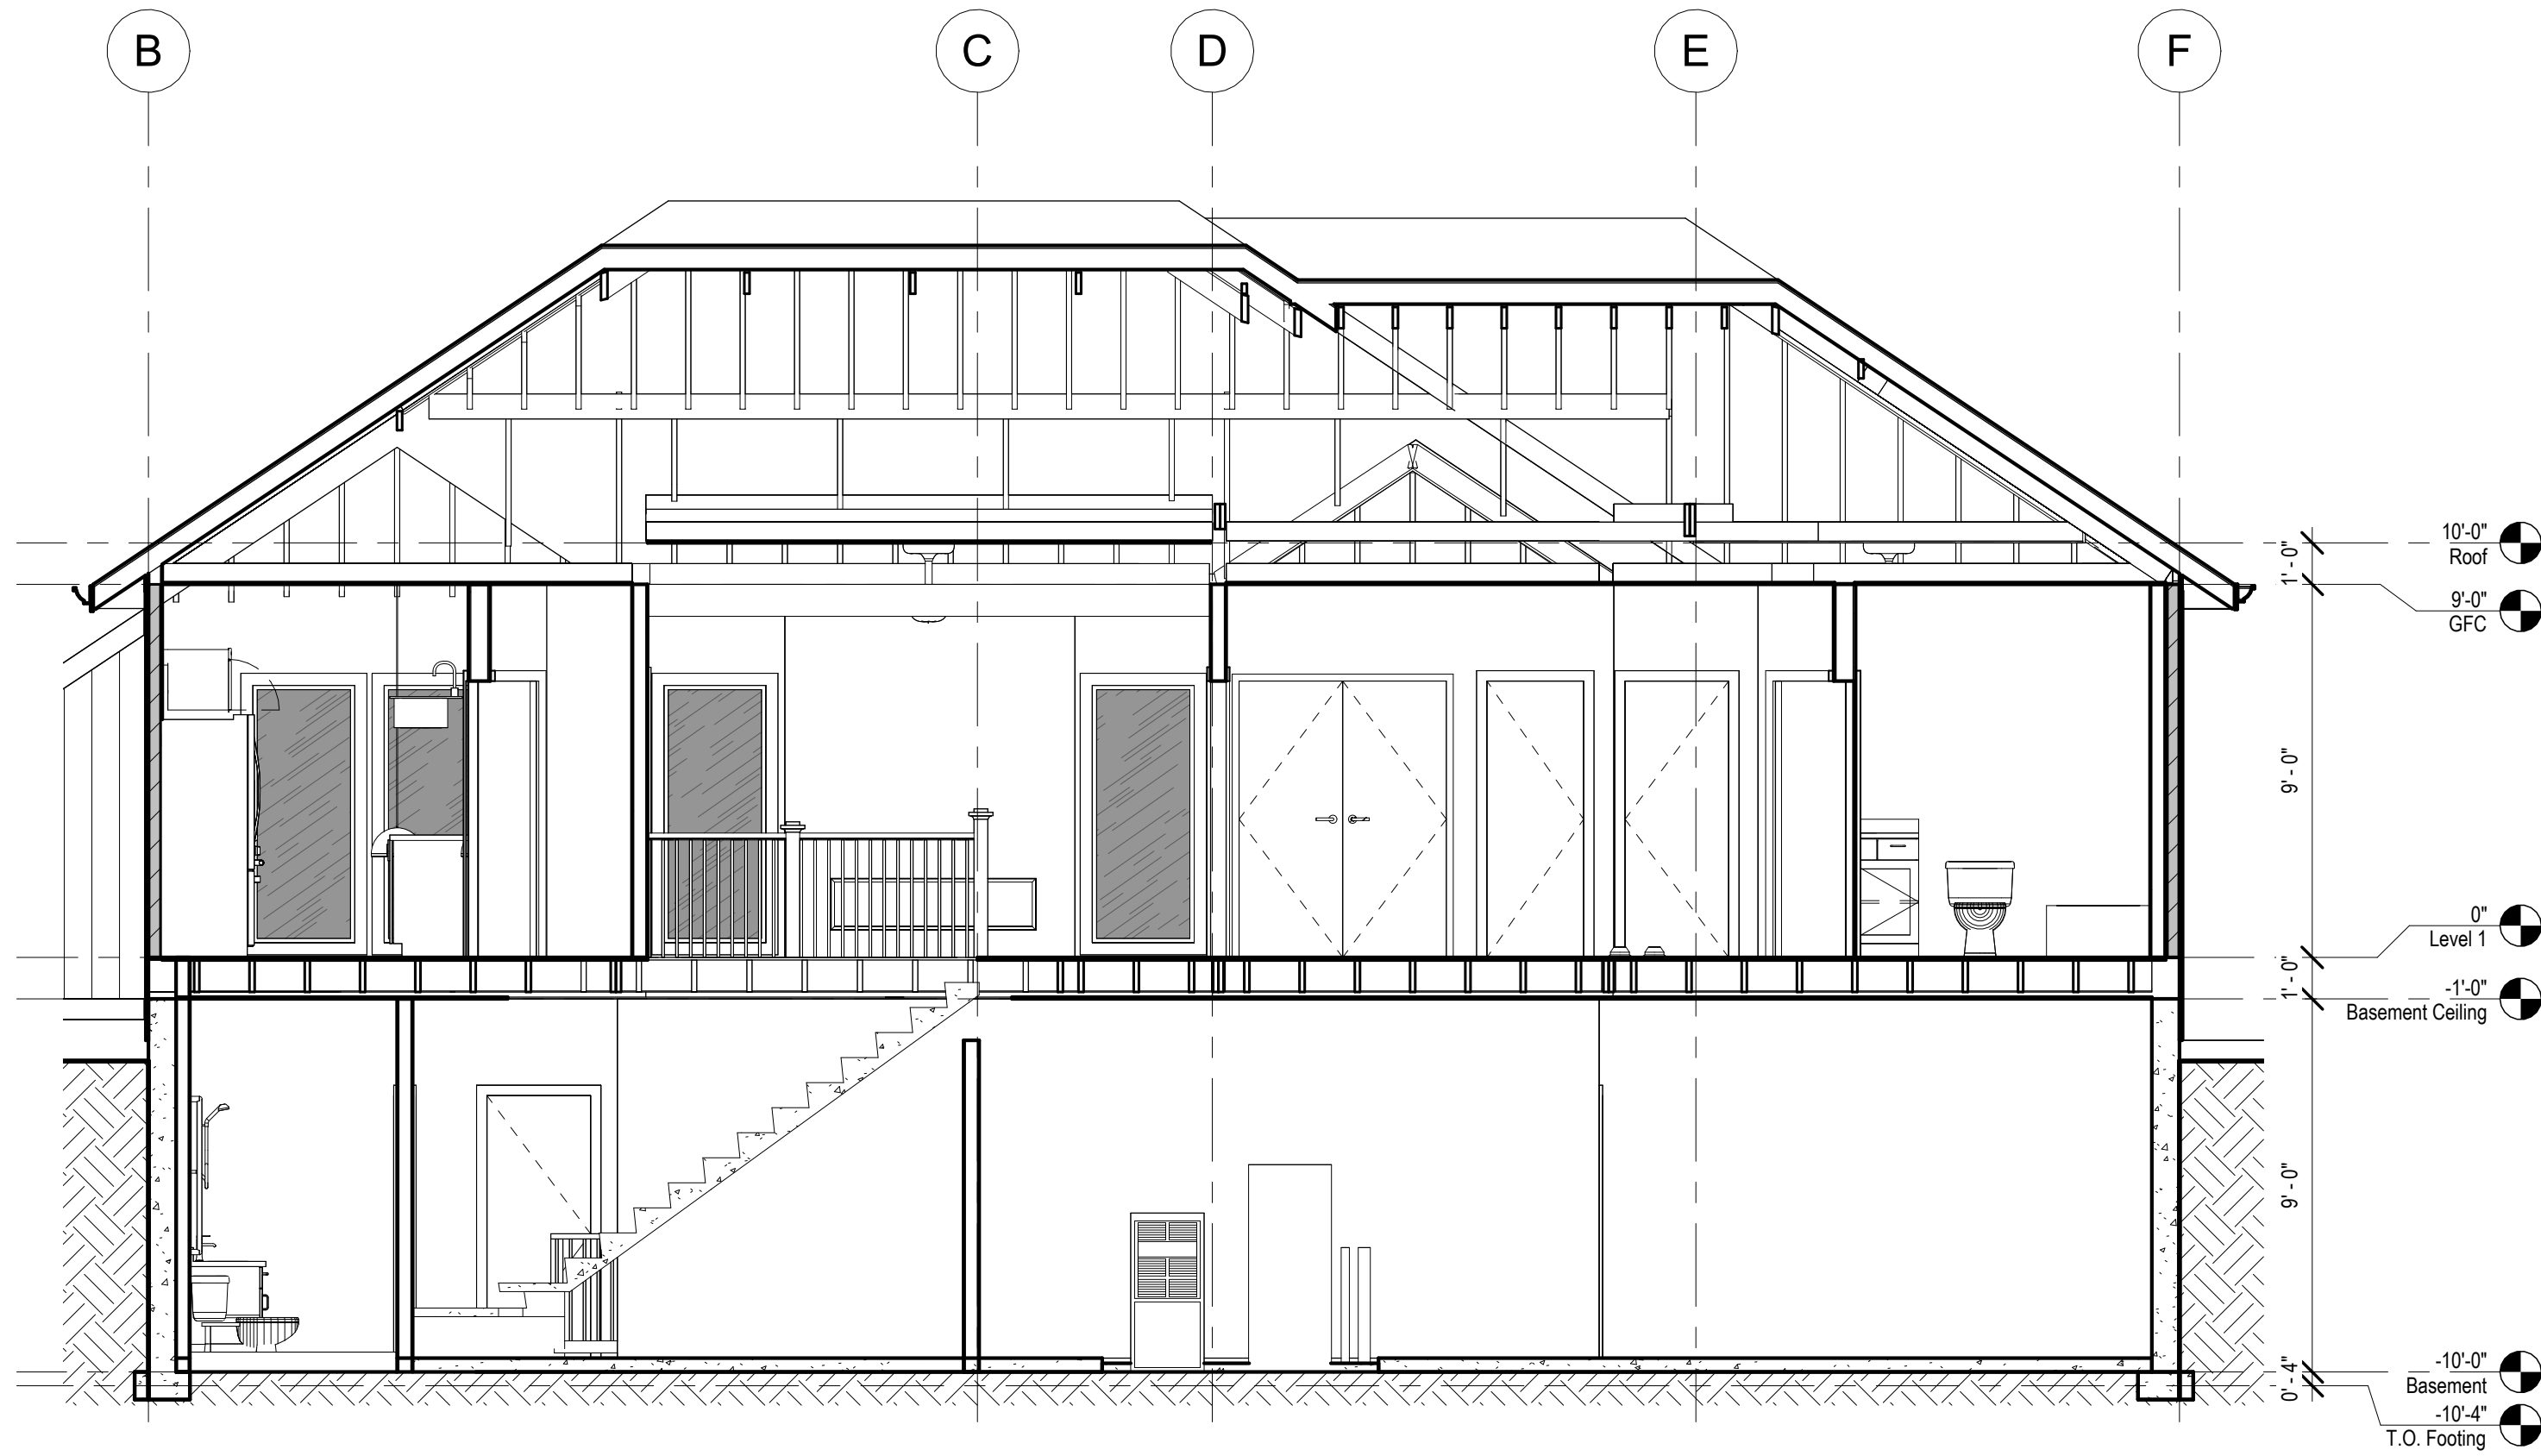 B
C
D
E
F
10'-0"
Roof
1' - 0"
9'-0"
GFC
9' - 0"
0"
Level 1
1' - 0"
-1'-0"
Basement Ceiling
9' - 0"
-10'-0"
Basement
0' - 4"
-10'-4"
T.O. Footing